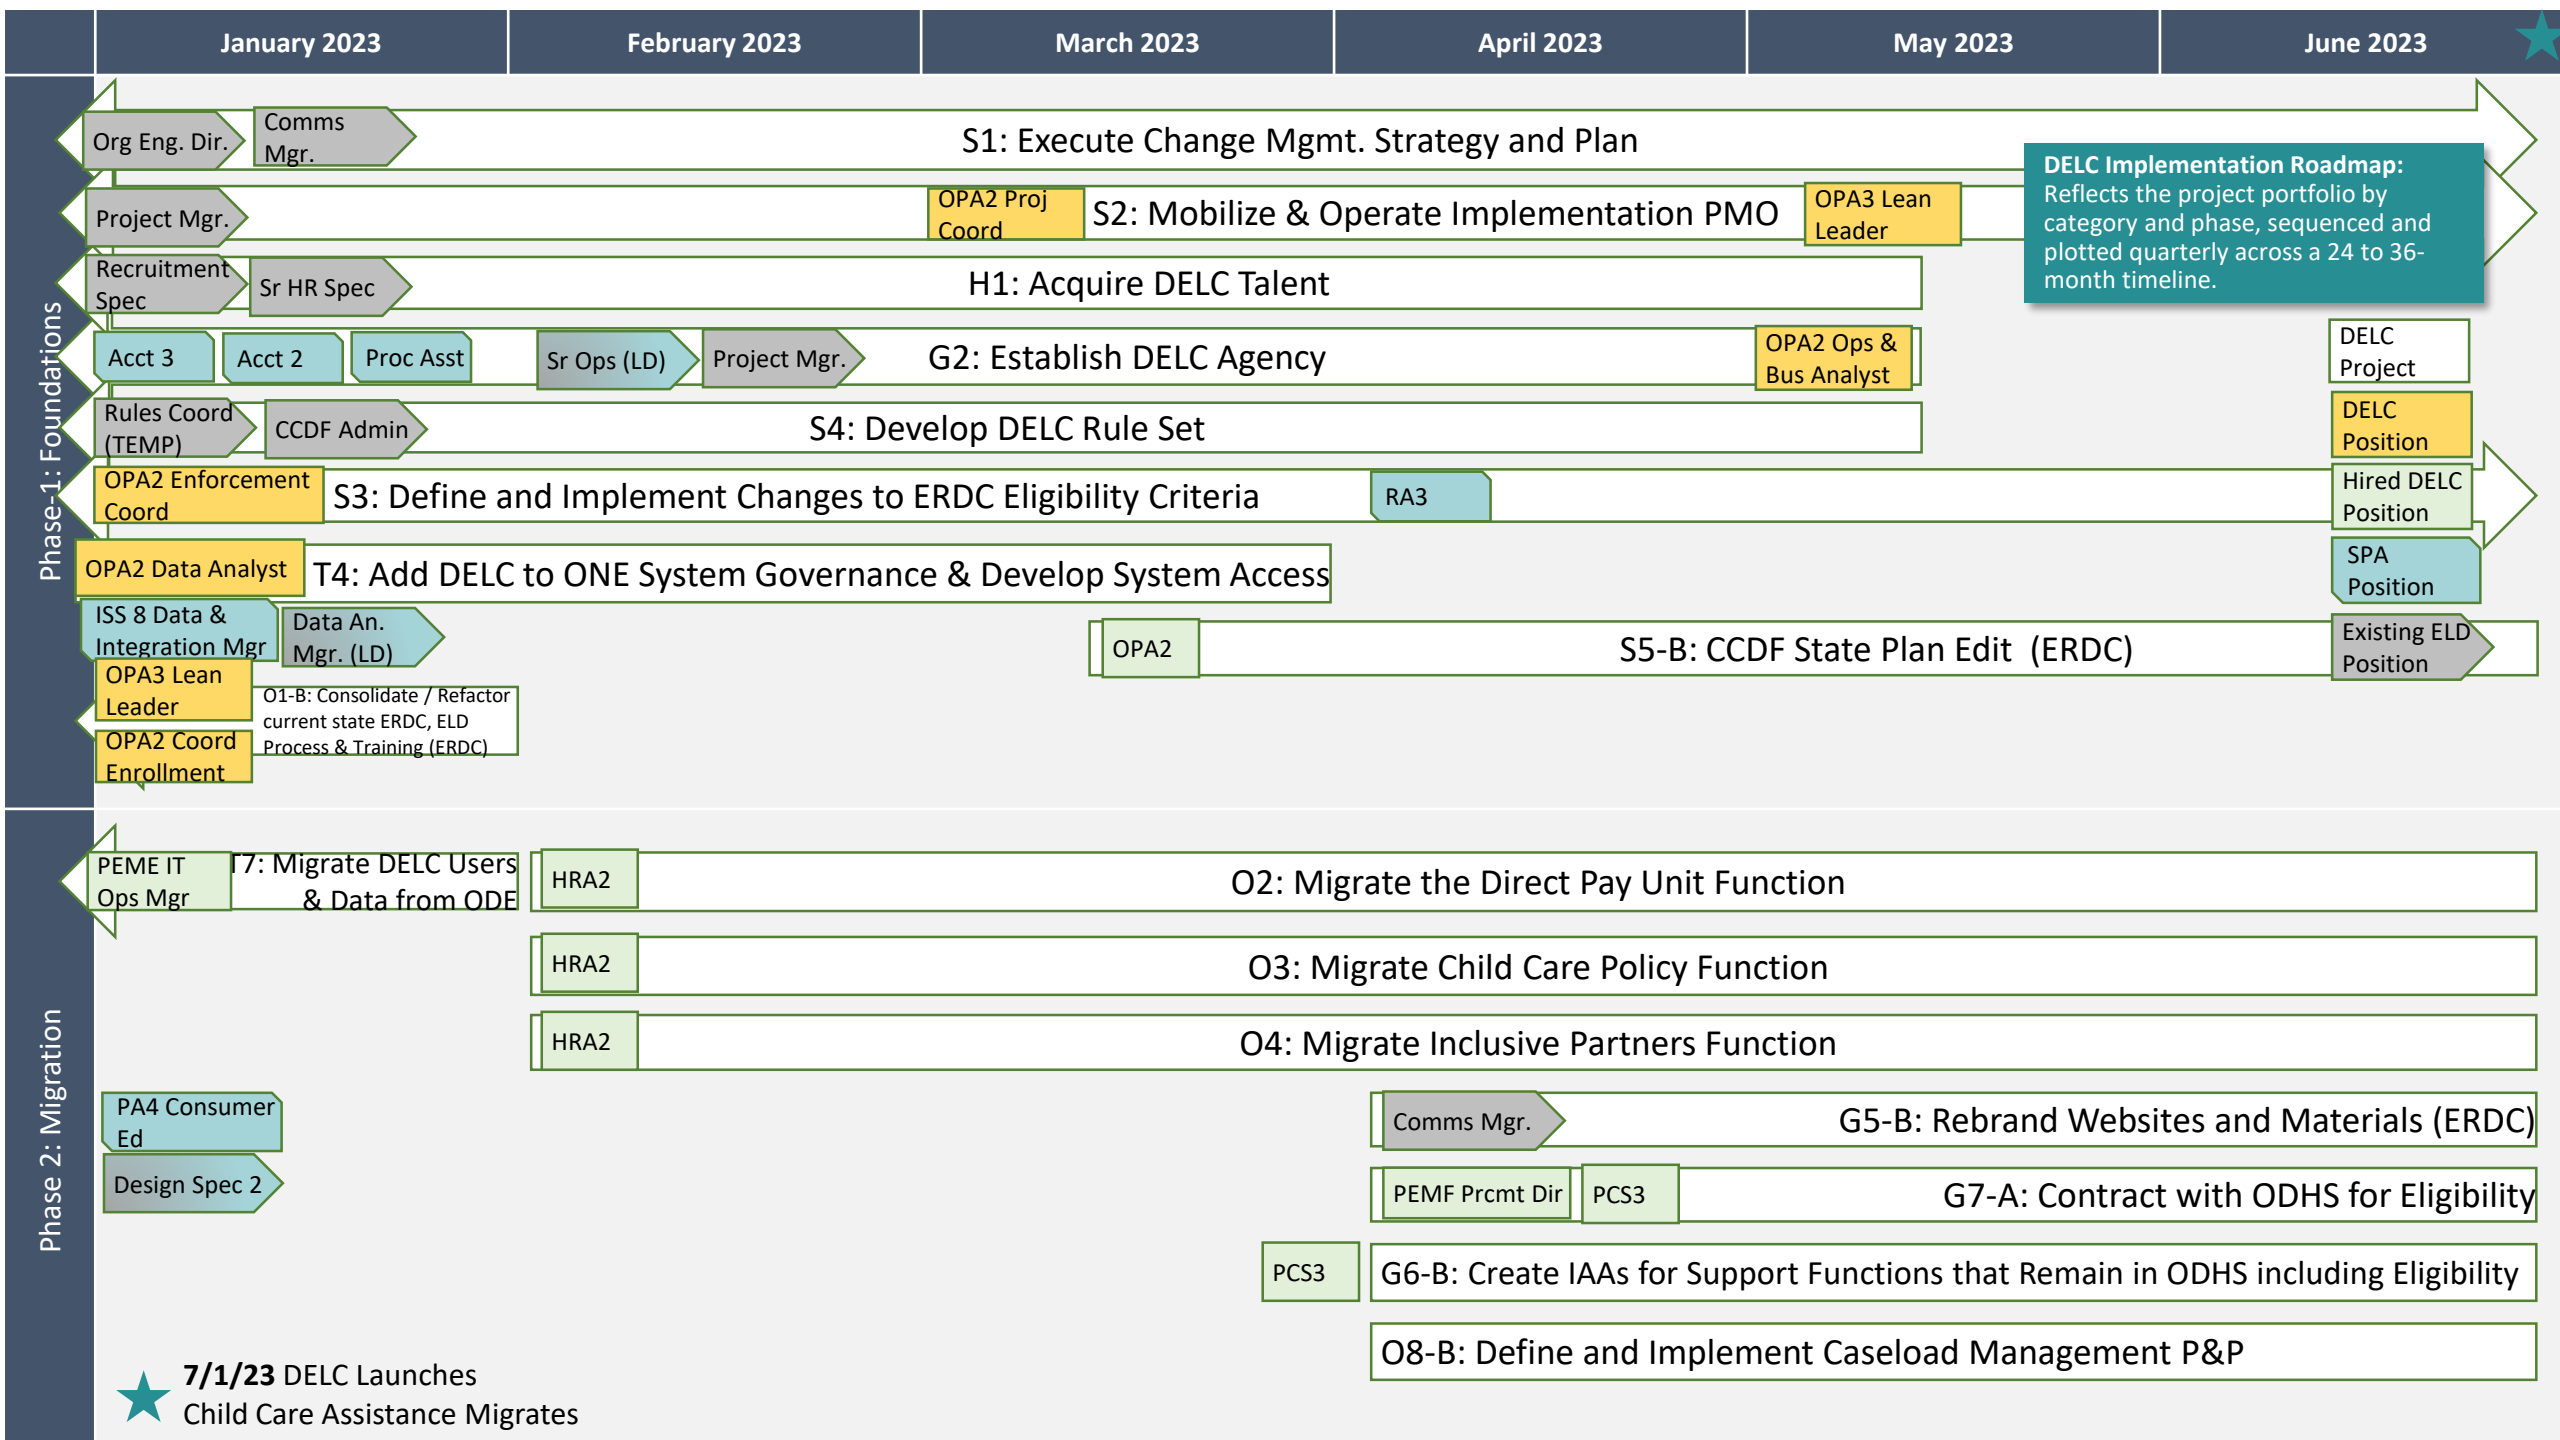 January 2023
February 2023
March 2023
April 2023
May 2023
June 2023
Phase-1: Foundations
Org Eng. Dir.
Comms
Mgr.
S1: Execute Change Mgmt. Strategy and Plan
DELC Implementation Roadmap:
Reflects the project portfolio by
category and phase, sequenced and
plotted quarterly across a 24 to 36-
month timeline.
Project Mgr.
OPA2 Proj
Coord
S2: Mobilize & Operate Implementation PMO
OPA3 Lean
Leader
Recruitment
Spec
Sr HR Spec
H1: Acquire DELC Talent
Acct 3
Acct 2
Proc Asst
Sr Ops (LD)
Project Mgr.
G2: Establish DELC Agency
OPA2 Ops &
Bus Analyst
DELC
Project
Rules Coord
(TEMP)
CCDF Admin
S4: Develop DELC Rule Set
DELC
Position
OPA2 Enforcement
Coord
S3: Define and Implement Changes to ERDC Eligibility Criteria
RA3
Hired DELC
Position
OPA2 Data Analyst
T4: Add DELC to ONE System Governance & Develop System Access
SPA
Position
ISS 8 Data &
Integration Mgr
Data An.
Mgr. (LD)
OPA2
S5-B: CCDF State Plan Edit (ERDC)
Existing ELD
Position
OPA3 Lean
Leader
OPA2 Coord
Enrollment
O1-B: Consolidate / Refactor
current state ERDC, ELD
Process & Training (ERDC)
Phase 2: Migration
PEME IT
Ops Mgr
T7: Migrate DELC Users
& Data from ODE
HRA2
O2: Migrate the Direct Pay Unit Function
HRA2
O3: Migrate Child Care Policy Function
HRA2
O4: Migrate Inclusive Partners Function
PA4 Consumer
Ed
Comms Mgr.
G5-B: Rebrand Websites and Materials (ERDC)
Design Spec 2
PEMF Prcmt Dir
PCS3
G7-A: Contract with ODHS for Eligibility
PCS3
G6-B: Create IAAs for Support Functions that Remain in ODHS including Eligibility
O8-B: Define and Implement Caseload Management P&P
7/1/23 DELC Launches
Child Care Assistance Migrates